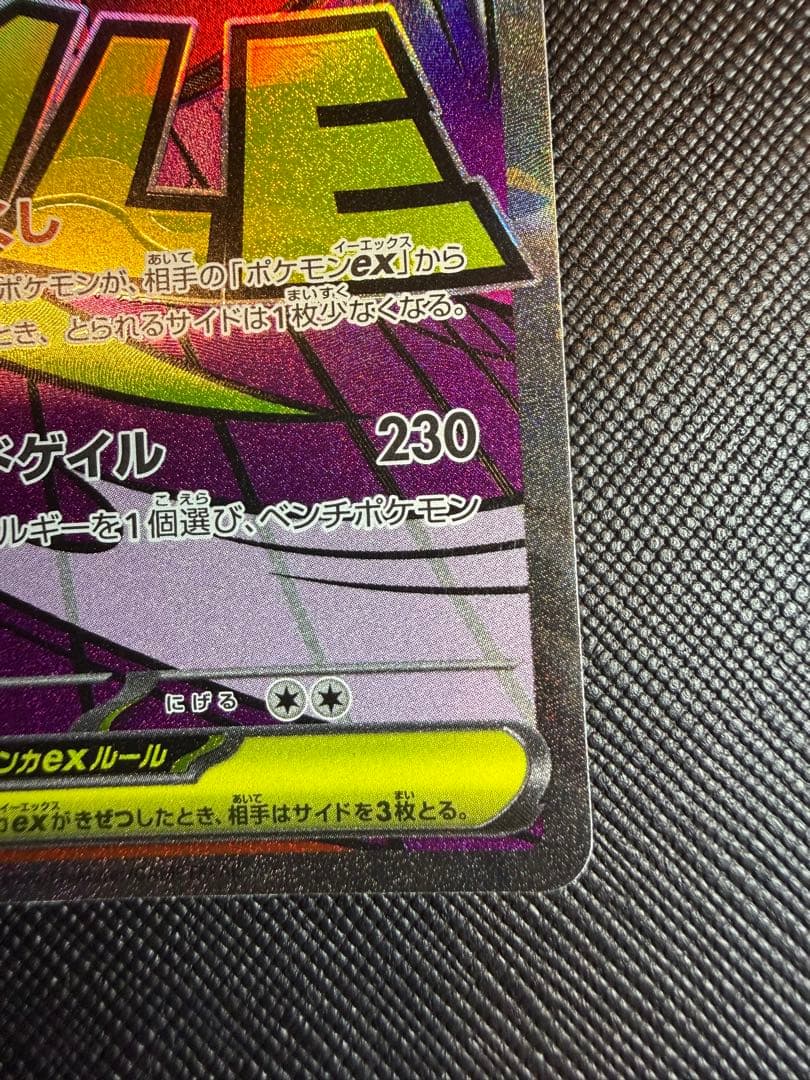 LE
くし
ポケモンが、相手の「ポケモンex」から
とき、とられるサイドは1枚少なくなる。
ドゲイル 230
ルギーを1個選び、ベンチポケモン
にげる
ンガexルール
exがきぜつしたとき、相手はサイドを3枚とる。